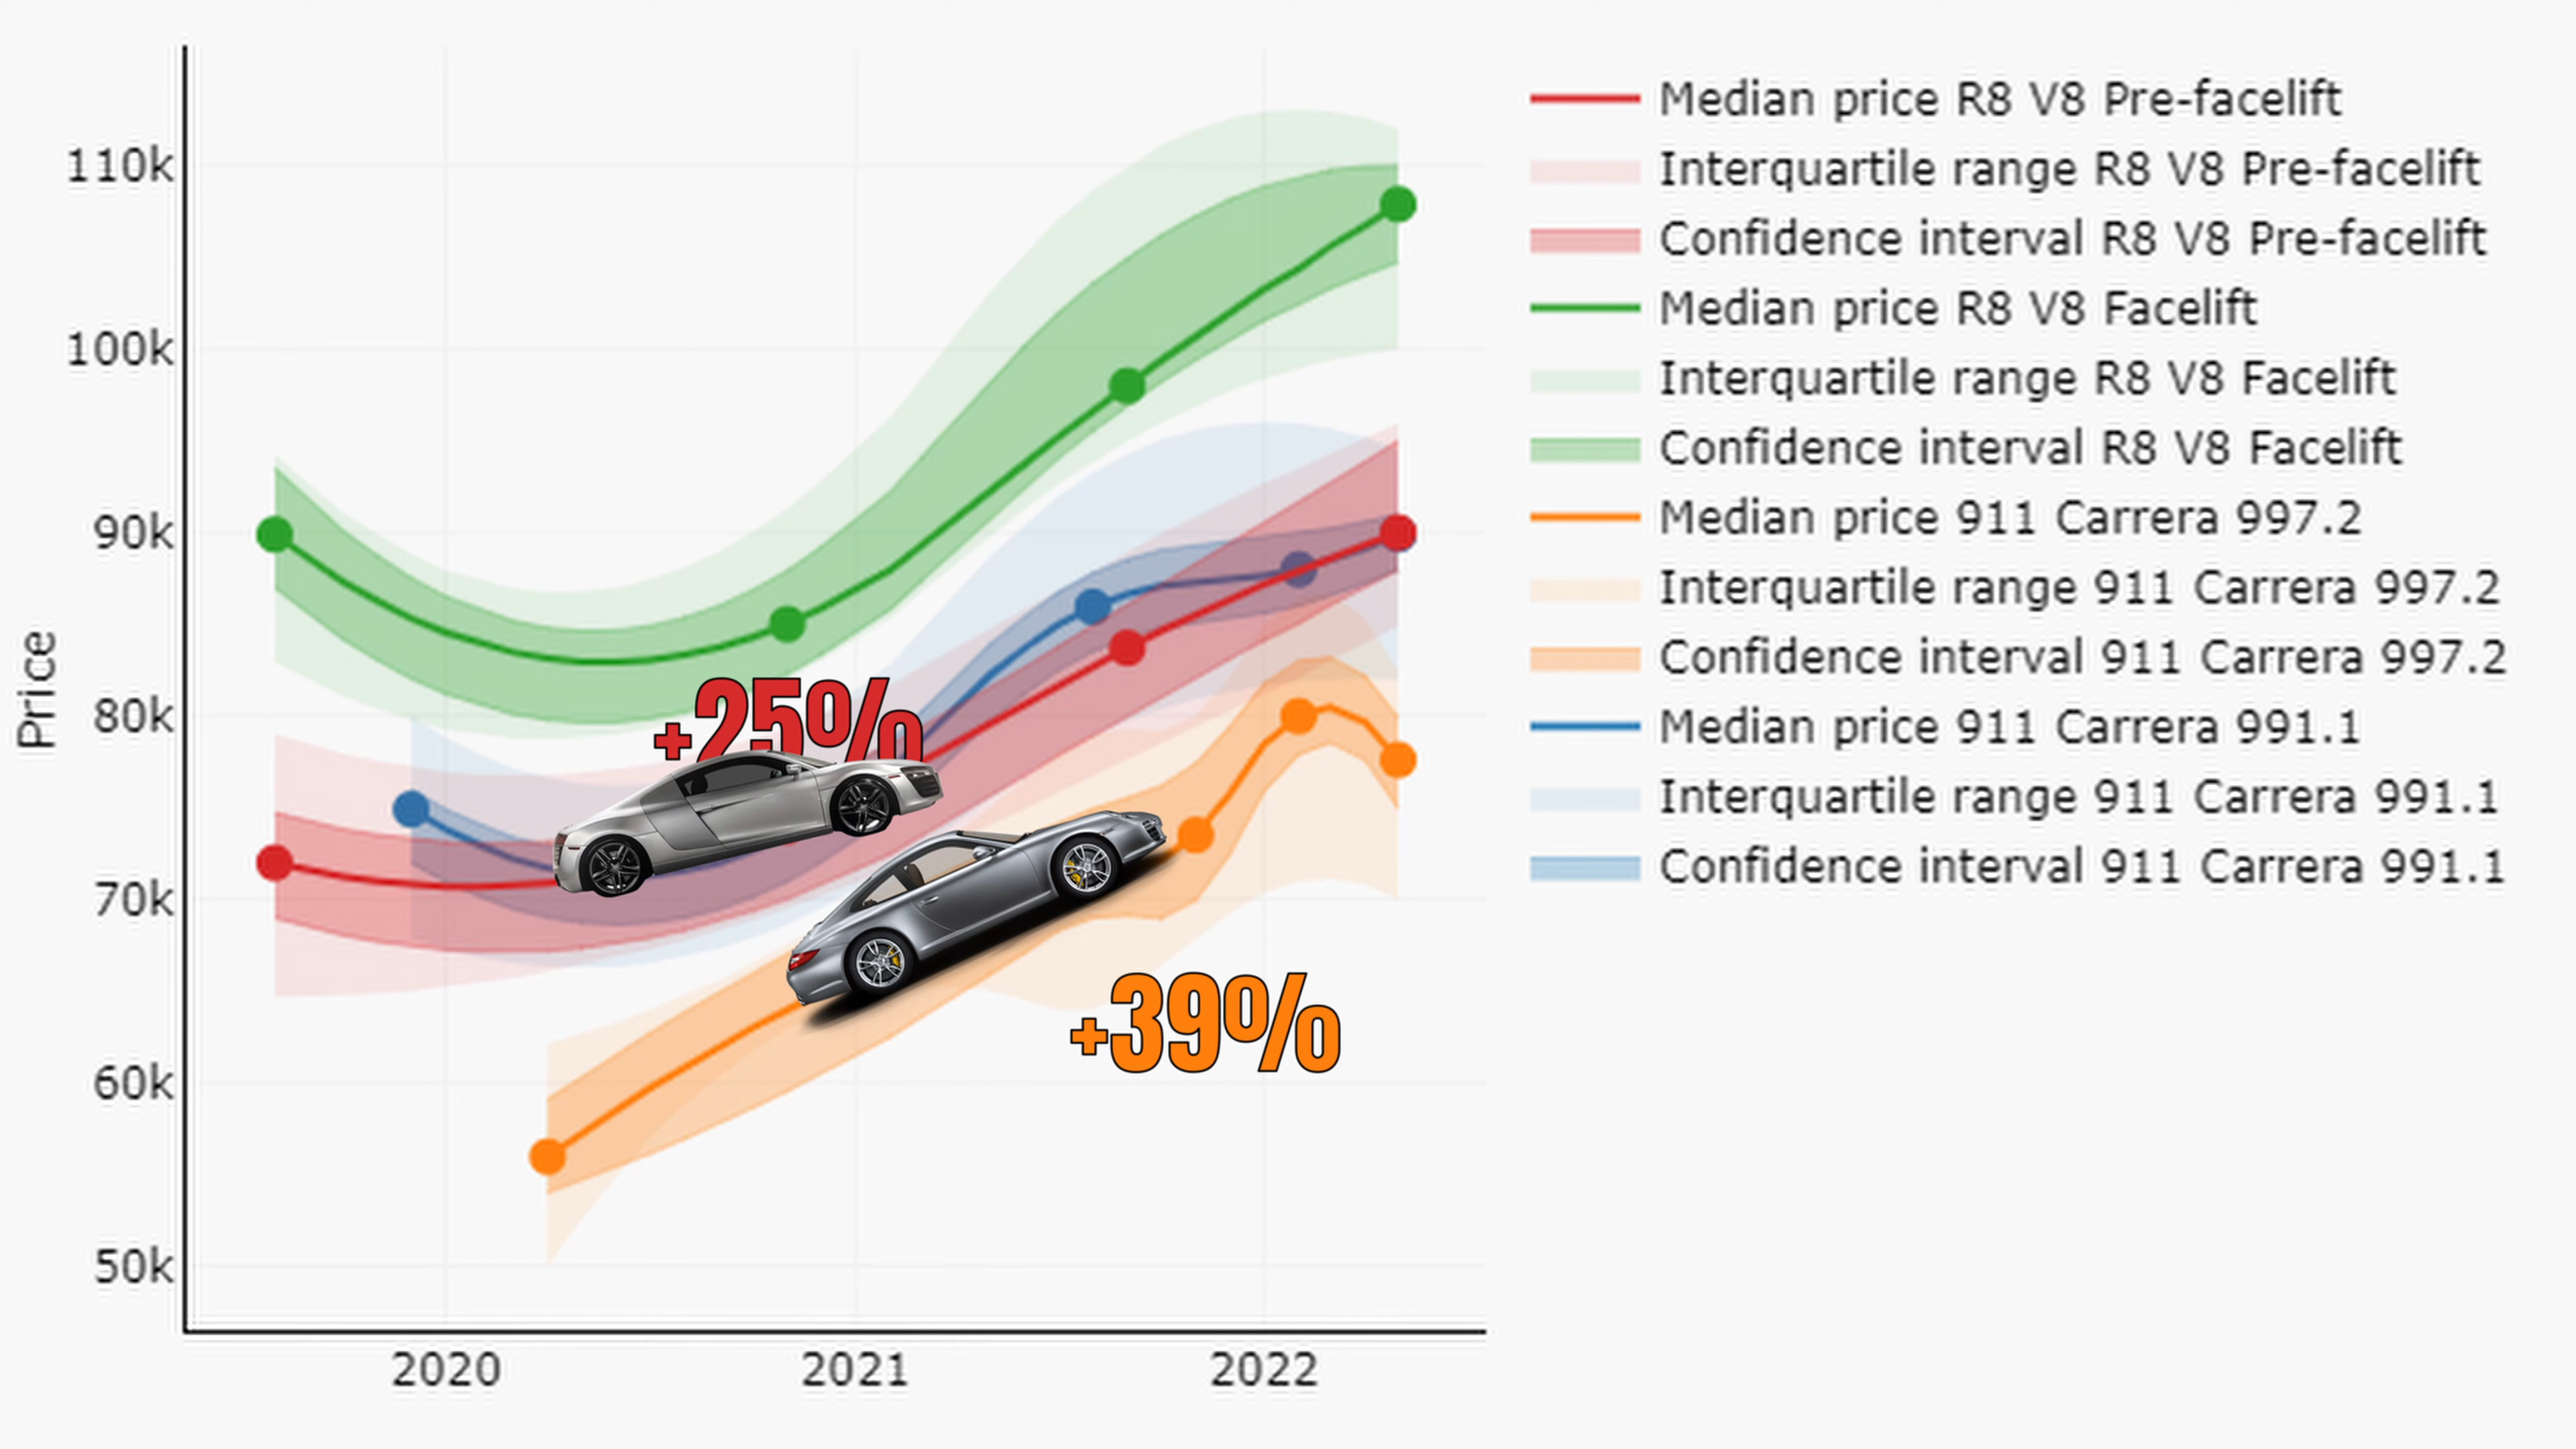 Median price R8 V8 Pre-facelift
Interquartile range R8 V8 Pre-facelift
Confidence interval R8 V8 Pre-facelift
Median price R8 V8 Facelift
Interquartile range R8 V8 Facelift
Confidence interval R8 V8 Facelift
Median price 911 Carrera 997.2
Interquartile range 911 Carrera 997.2
Confidence interval 911 Carrera 997.2
Median price 911 Carrera 991.1
Interquartile range 911 Carrera 991.1
Confidence interval 911 Carrera 991.1
Price
110k
100k
90k
80k
70k
60k
50k
+25%
+39%
2020
2021
2022